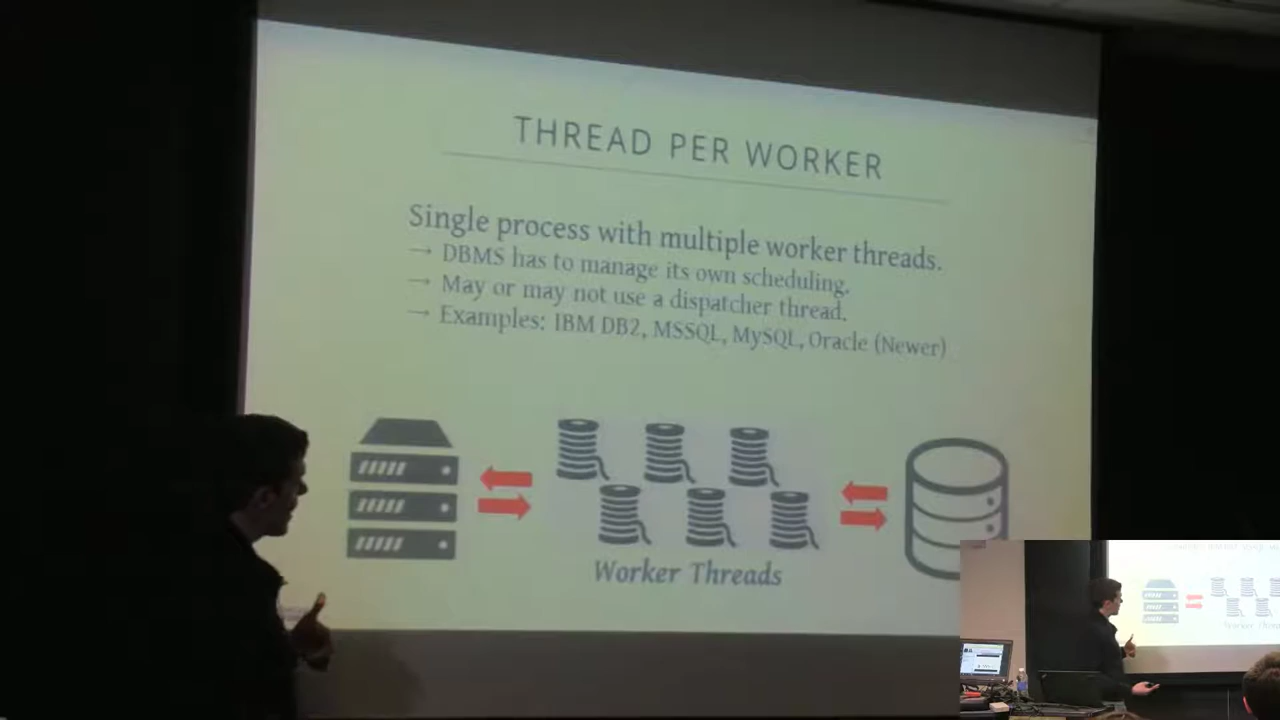 THREAD PER WORKER
Single process with multiple worker threads.
→ DBMS has to manage its own scheduling.
→ May or may not use a dispatcher thread.
→ Examples: IBM DB2, MSSQL, MySQL, Oracle (Newer)
Worker Threads